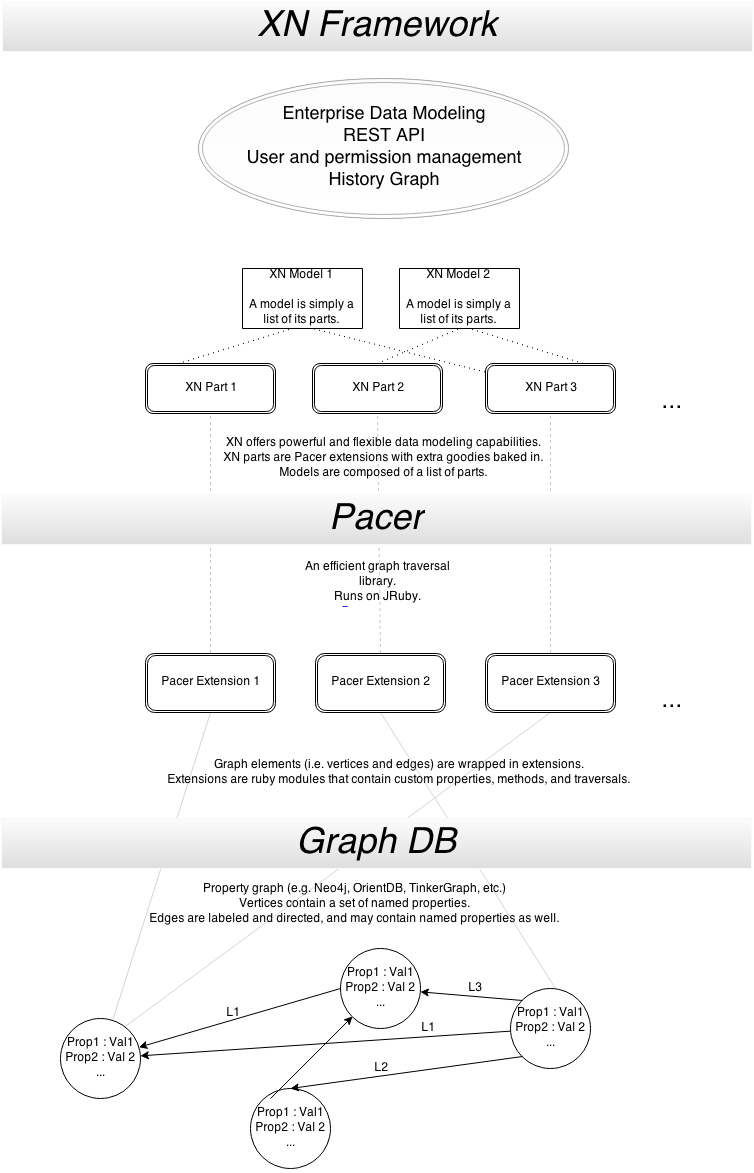 XN Framework
Enterprise Data Modeling
REST API
User and permission management
History Graph
XN Model 1
A model is simply a
list of its parts.
XN Model 2
A model is simply a
list of its parts.
XN Part 1
XN Part 2
XN Part 3
...
XN offers powerful and flexible data modeling capabilities.
XN parts are Pacer extensions with extra goodies baked in.
Models are composed of a list of parts.
Pacer
An efficient graph traversal
library.
Runs on JRuby.
Pacer Extension 1
Pacer Extension 2
Pacer Extension 3
...
Graph elements (i.e. vertices and edges) are wrapped in extensions.
Extensions are ruby modules that contain custom properties, methods, and traversals.
Graph DB
Property graph (e.g. Neo4j, OrientDB, TinkerGraph, etc.)
Vertices contain a set of named properties.
Edges are labeled and directed, and may contain named properties as well.
Prop1 : Val1
Prop2 : Val 2
...
L3
L1
Prop1 : Val1
Prop2 : Val 2
...
L1
Prop1 : Val1
Prop2 : Val 2
...
L2
Prop1 : Val1
Prop2 : Val 2
...